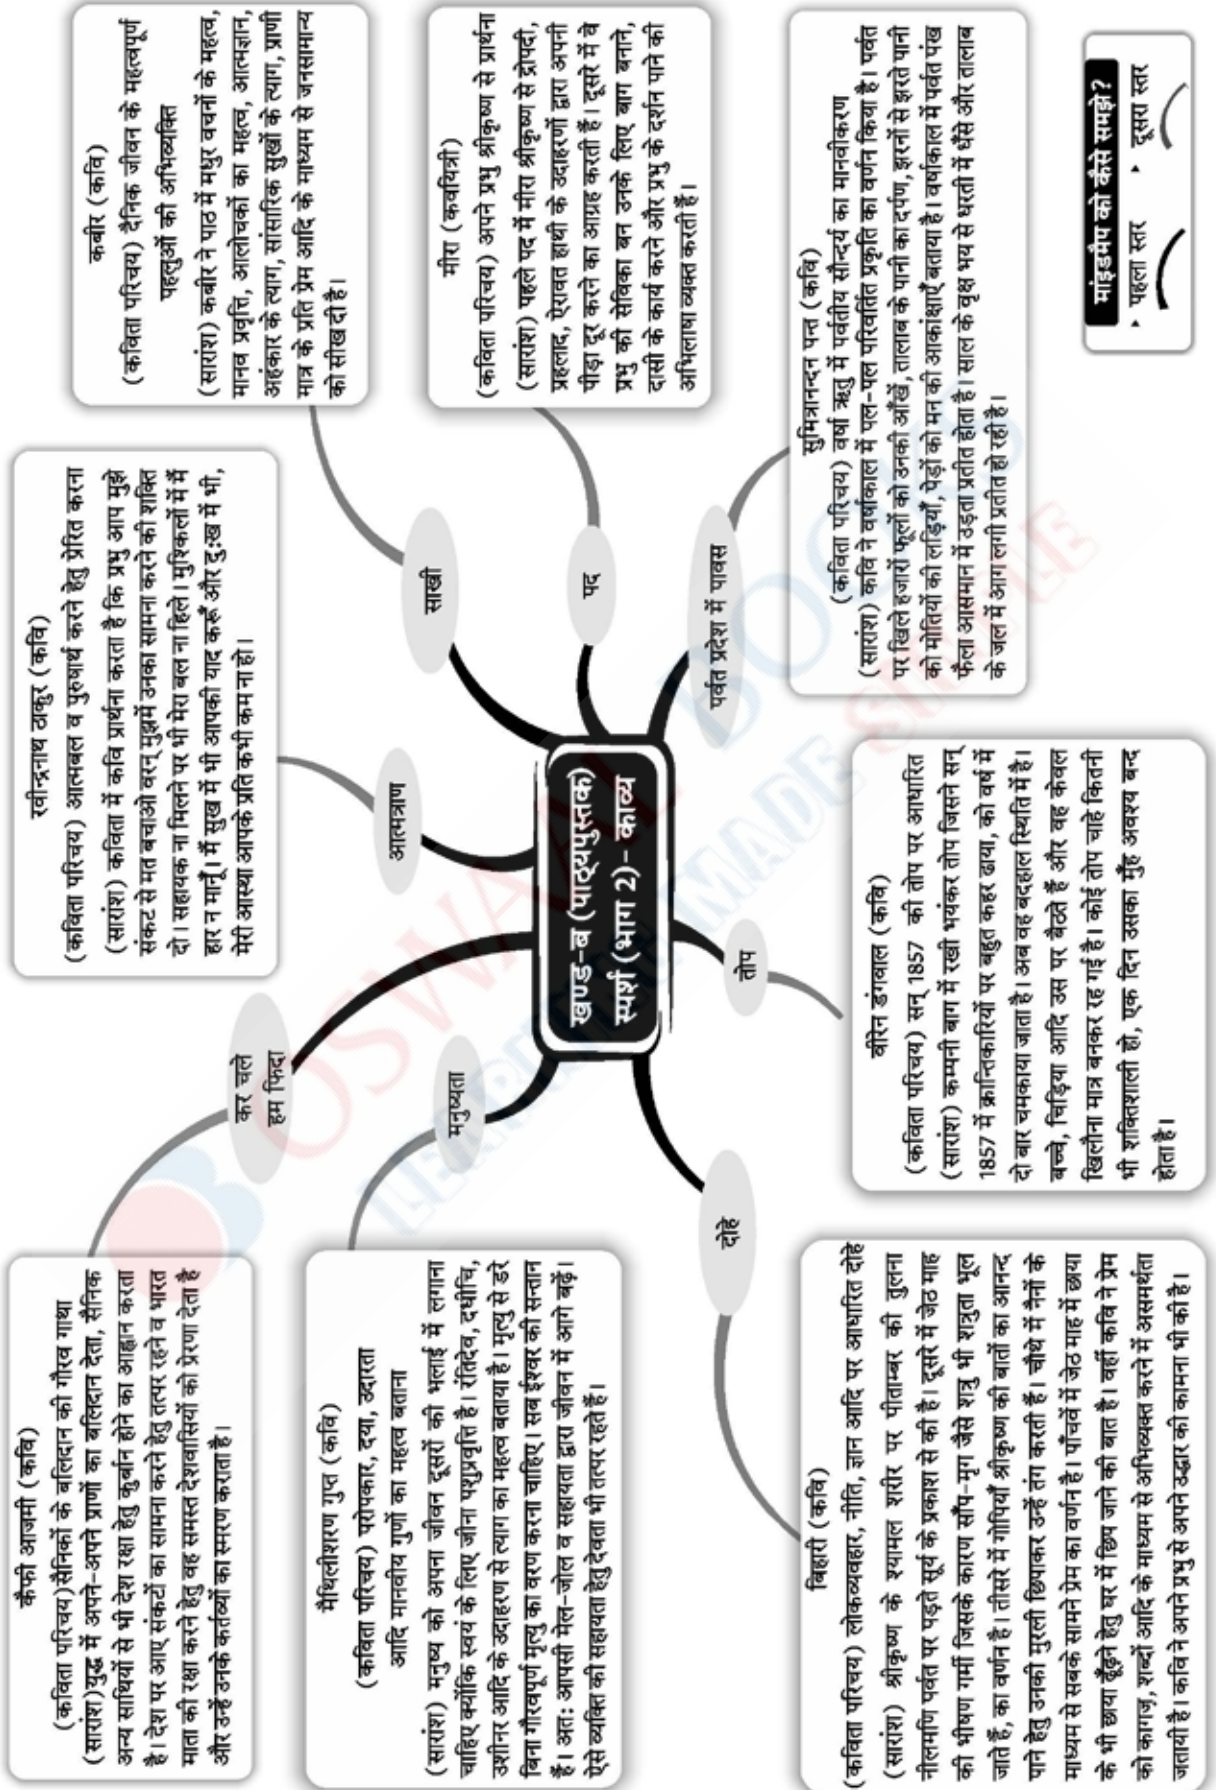 कैफी आजमी (कवि)
(कविता परिचय)सैनिकों के बलिदान की गौरव गाथा
(सारांश)युद्ध में अपने-अपने प्राणों का बलिदान देता, सैनिक
अन्य साथियों से भी देश रक्षा हेतु कुर्बान होने का आह्वान करता
है। देश पर आए संकटों का सामना करने हेतु तत्पर रहने व भारत
माता की रक्षा करने हेतु वह समस्त देशवासियों को प्रेरणा देता है
और उन्हें उनके कर्तव्यों का स्मरण कराता है।
कर चले
हम फिदा
रवीन्द्रनाथ ठाकुर (कवि)
(कविता परिचय) आत्मबल व पुरुषार्थ करने हेतु प्रेरित करना
(सारांश) कविता में कवि प्रार्थना करता है कि प्रभु आप मुझे
संकट से मत बचाओ वरन् मुझमें उनका सामना करने की शक्ति
दो। सहायक ना मिलने पर भी मेरा बल ना हिले। मुश्किलों में मैं
हार न मानूँ। मैं सुख में भी आपकी याद करूँ और दुःख में भी,
मेरी आस्था आपके प्रति कभी कम ना हो।
आत्मत्राण
कबीर (कवि)
(कविता परिचय) दैनिक जीवन के महत्वपूर्ण
पहलुओं की अभिव्यक्ति
(सारांश) कबीर ने पाठ में मधुर वचनों के महत्व,
मानव प्रवृत्ति, आलोचकों का महत्व, आत्मज्ञान,
अहंकार के त्याग, सांसारिक सुखों के त्याग, प्राणी
मात्र के प्रति प्रेम आदि के माध्यम से जनसामान्य
को सीख दी है।
साखी
मैथिलीशरण गुप्त (कवि)
(कविता परिचय) परोपकार, दया, उदारता
आदि मानवीय गुणों का महत्व बताना
(सारांश) मनुष्य को अपना जीवन दूसरों की भलाई में लगाना
चाहिए क्योंकि स्वयं के लिए जीना पशुप्रवृत्ति है। रंतिदेव, दधीचि,
उशीनर आदि के उदाहरण से त्याग का महत्व बताया है। मृत्यु से डरे
बिना गौरवपूर्ण मृत्यु का वरण करना चाहिए। सब ईश्वर की सन्तान
हैं। अतः आपसी मेल-जोल व सहायता द्वारा जीवन में आगे बढ़ें।
ऐसे व्यक्ति की सहायता हेतु देवता भी तत्पर रहते हैं।
मनुष्यता
खण्ड-ब (पाठ्यपुस्तक)
स्पर्श (भाग 2)- काव्य
मीरा (कवयित्री)
(कविता परिचय) अपने प्रभु श्रीकृष्ण से प्रार्थना
(सारांश) पहले पद में मीरा श्रीकृष्ण से द्रोपदी,
प्रहलाद, ऐरावत हाथी के उदाहरणों द्वारा अपनी
पीड़ा दूर करने का आग्रह करती हैं। दूसरे में वे
प्रभु की सेविका बन उनके लिए बाग बनाने,
दासी के कार्य करने और प्रभु के दर्शन पाने की
अभिलाषा व्यक्त करती हैं।
पद
बिहारी (कवि)
(कविता परिचय) लोकव्यवहार, नीति, ज्ञान आदि पर आधारित दोहे
(सारांश) श्रीकृष्ण के श्यामल शरीर पर पीताम्बर की तुलना
नीलमणि पर्वत पर पड़ते सूर्य के प्रकाश से की है। दूसरे में जेठ माह
की भीषण गर्मी जिसके कारण साँप-मृग जैसे शत्रु भी शत्रुता भूल
जाते हैं, का वर्णन है। तीसरे में गोपियाँ श्रीकृष्ण की बातों का आनन्द
पाने हेतु उनकी मुरली छिपाकर उन्हें तंग करती हैं। चौथे में नैनों के
माध्यम से सबके सामने प्रेम का वर्णन है। पाँचवें में जेठ माह में छाया
के भी छाया ढूँढ़ने हेतु घर में छिप जाने की बात है। वहीं कवि ने प्रेम
को कागज़, शब्दों आदि के माध्यम से अभिव्यक्त करने में असमर्थता
जतायी है। कवि ने अपने प्रभु से अपने उद्धार की कामना भी की है।
दोहे
वीरेन डंगवाल (कवि)
(कविता परिचय) सन् 1857 की तोप पर आधारित
(सारांश) कम्पनी बाग में रखी भयंकर तोप जिसने सन्
1857 में क्रान्तिकारियों पर बहुत कहर ढाया, को वर्ष में
दो बार चमकाया जाता है। अब वह बदहाल स्थिति में है।
बच्चे, चिड़िया आदि उस पर बैठते हैं और वह केवल
खिलौना मात्र बनकर रह गई है। कोई तोप चाहे कितनी
भी शक्तिशाली हो, एक दिन उसका मुँह अवश्य बन्द
होता है।
तोप
सुमित्रानन्दन पन्त (कवि)
(कविता परिचय) वर्षा ऋतु में पर्वतीय सौन्दर्य का मानवीकरण
(सारांश) कवि ने वर्षाकाल में पल-पल परिवर्तित प्रकृति का वर्णन किया है। पर्वत
पर खिले हजारों फूलों को उनकी आँखें, तालाब के पानी का दर्पण, झरनों से झरते पानी
को मोतियों की लड़ियाँ, पेड़ों को मन की आकांक्षाएँ बताया है। वर्षाकाल में पर्वत पंख
फैला आसमान में उड़ता प्रतीत होता है। साल के वृक्ष भय से धरती में धँसे और तालाब
के जल में आग लगी प्रतीत हो रही है।
पर्वत प्रदेश में पावस
मांइडमैप को कैसे समझे?
पहला स्तर
दूसरा स्तर
OSWAAL BOOKS
LEARNING MADE SIMPLE